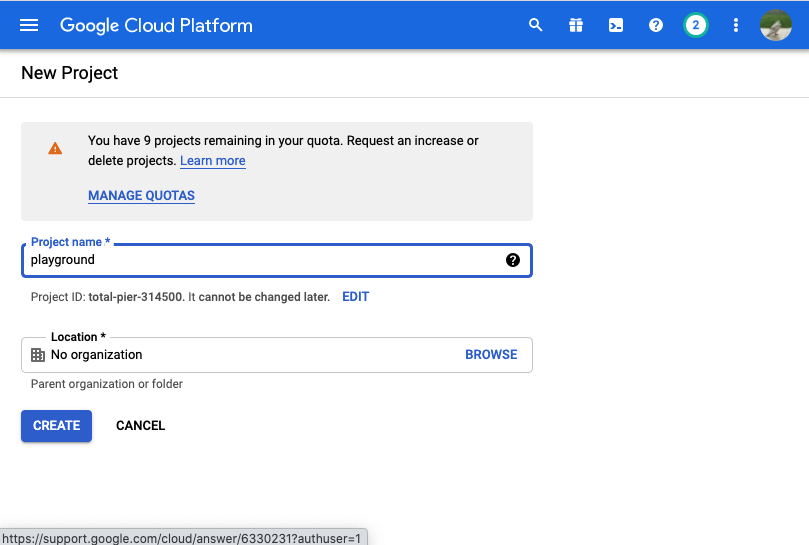 Google Cloud Platform
2
New Project
You have 9 projects remaining in your quota. Request an increase or
delete projects. Learn more
MANAGE QUOTAS
Project name *
playground
Project ID: total-pier-314500. It cannot be changed later. EDIT
Location *
No organization BROWSE
Parent organization or folder
CREATE CANCEL
https://support.google.com/cloud/answer/6330231?authuser=1